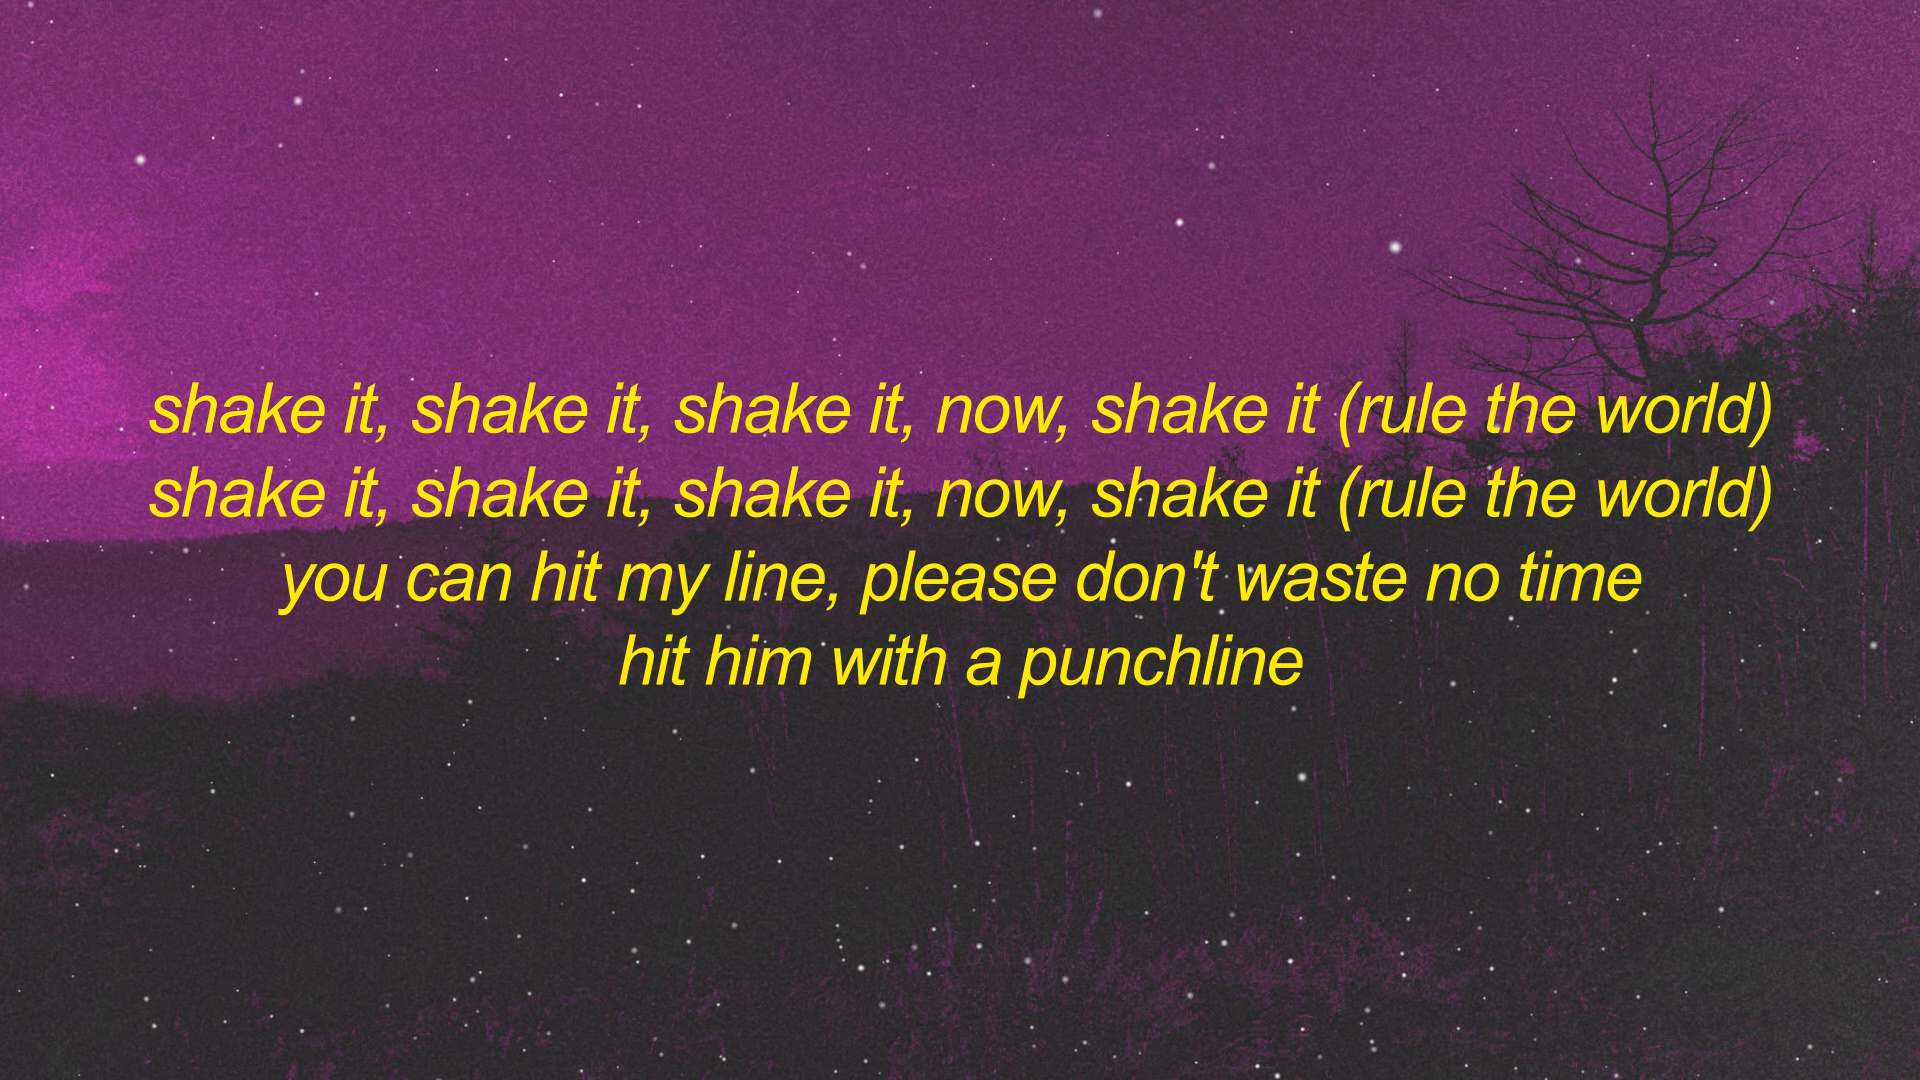 shake it, shake it, shake it, now, shake it (rule the world)
shake it, shake it, shake it, now, shake it (rule the world)
you can hit my line, please don't waste no time
hit him with a punchline